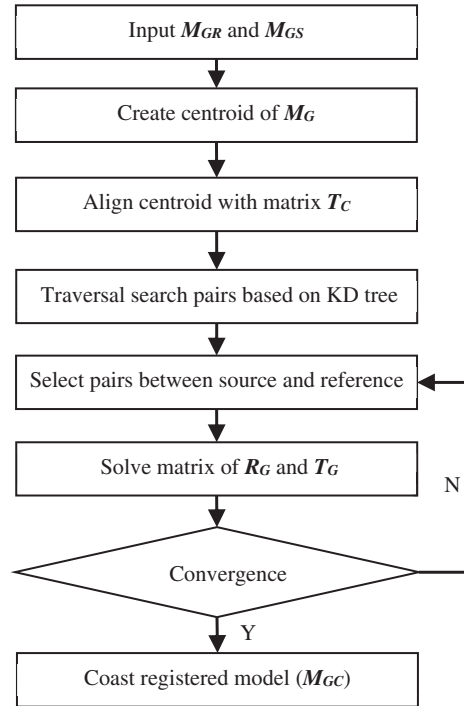 Input MGR and MGS
Create centroid of MG
Align centroid with matrix TC
Traversal search pairs based on KD tree
Select pairs between source and reference
Solve matrix of RG and TG
N
Convergence
Y
Coast registered model (MGC)